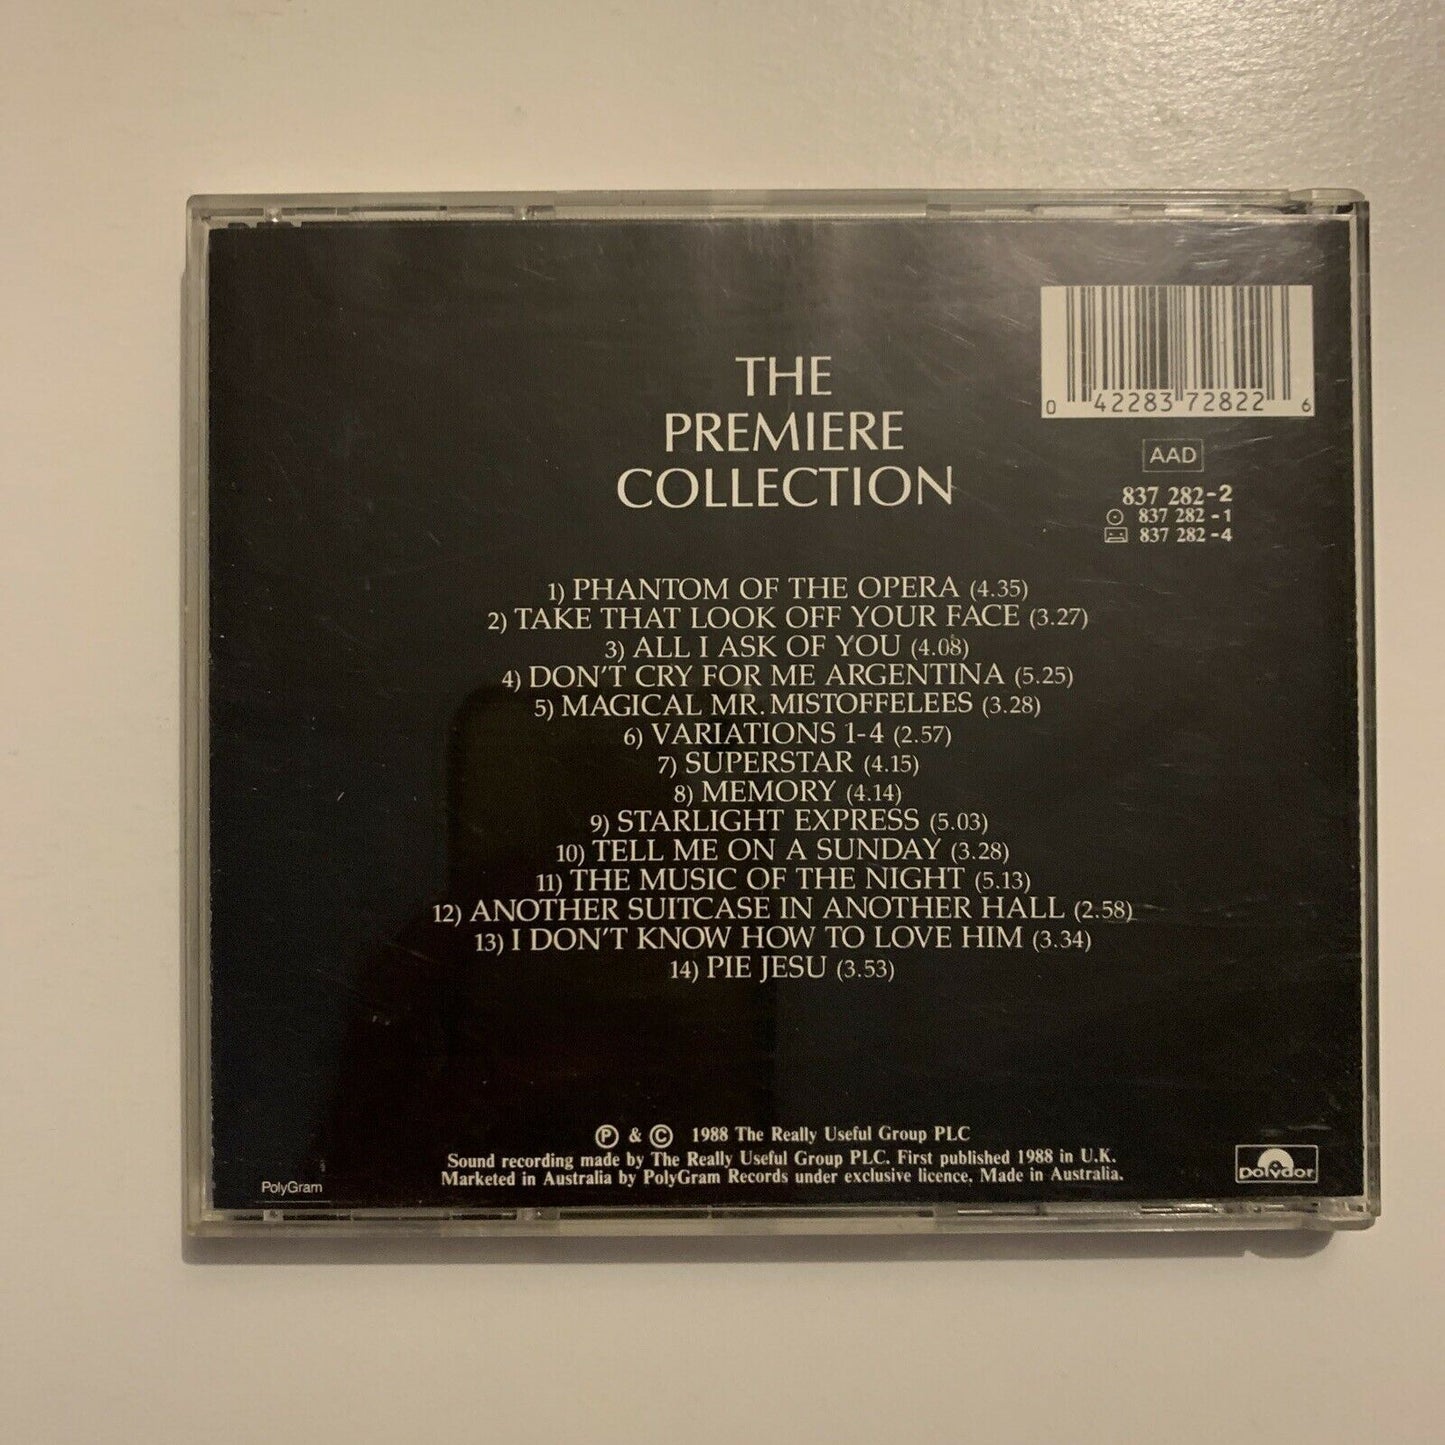 THE
PREMIERE
COLLECTION
0 42283 72822 6
AAD
837 282-2
837 282-1
837 282-4
1) PHANTOM OF THE OPERA (4.35)
2) TAKE THAT LOOK OFF YOUR FACE (3.27)
3) ALL I ASK OF YOU (4.08)
4) DON'T CRY FOR ME ARGENTINA (5.25)
5) MAGICAL MR. MISTOFFELEES (3.28)
6) VARIATIONS 1-4 (2.57)
7) SUPERSTAR (4.15)
8) MEMORY (4.14)
9) STARLIGHT EXPRESS (5.03)
10) TELL ME ON A SUNDAY (3.28)
11) THE MUSIC OF THE NIGHT (5.13)
12) ANOTHER SUITCASE IN ANOTHER HALL (2.58)
13) I DON'T KNOW HOW TO LOVE HIM (3.34)
14) PIE JESU (3.53)
℗ & © 1988 The Really Useful Group PLC
Sound recording made by The Really Useful Group PLC. First published 1988 in U.K.
Marketed in Australia by PolyGram Records under exclusive licence. Made in Australia.
PolyGram
polydor